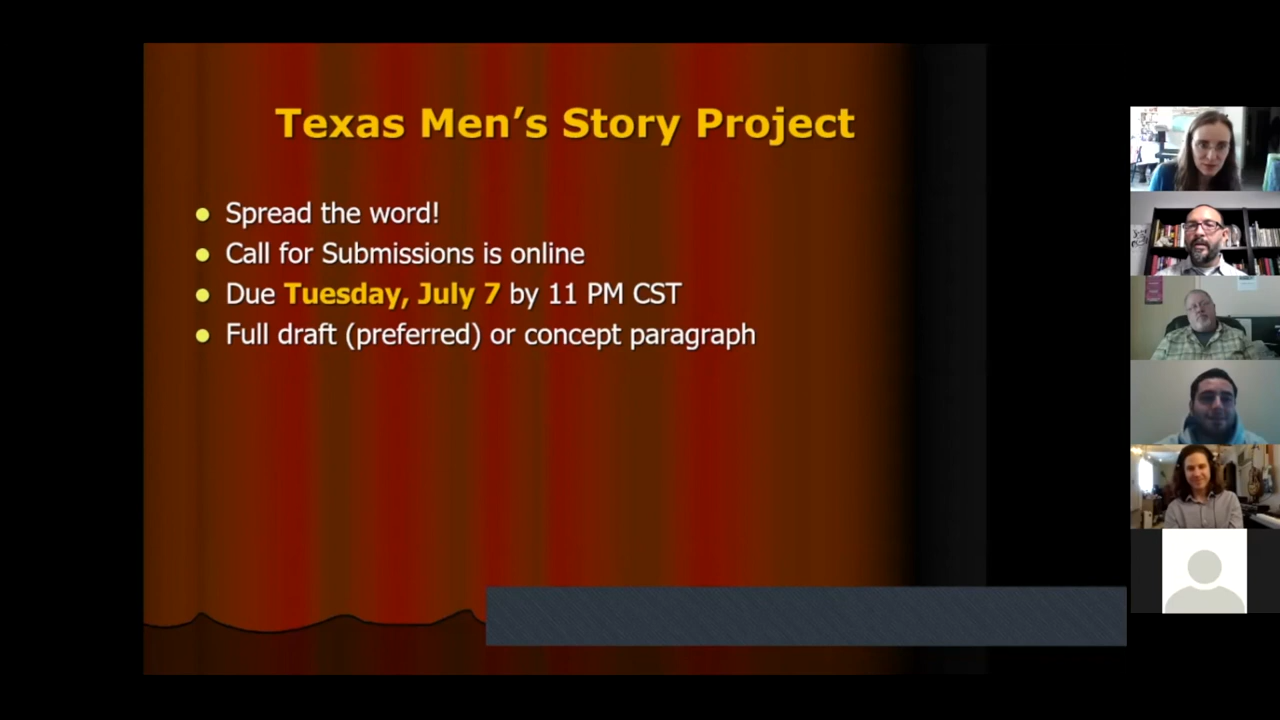 Texas Men’s Story Project
Spread the word!
Call for Submissions is online
Due Tuesday, July 7 by 11 PM CST
Full draft (preferred) or concept paragraph